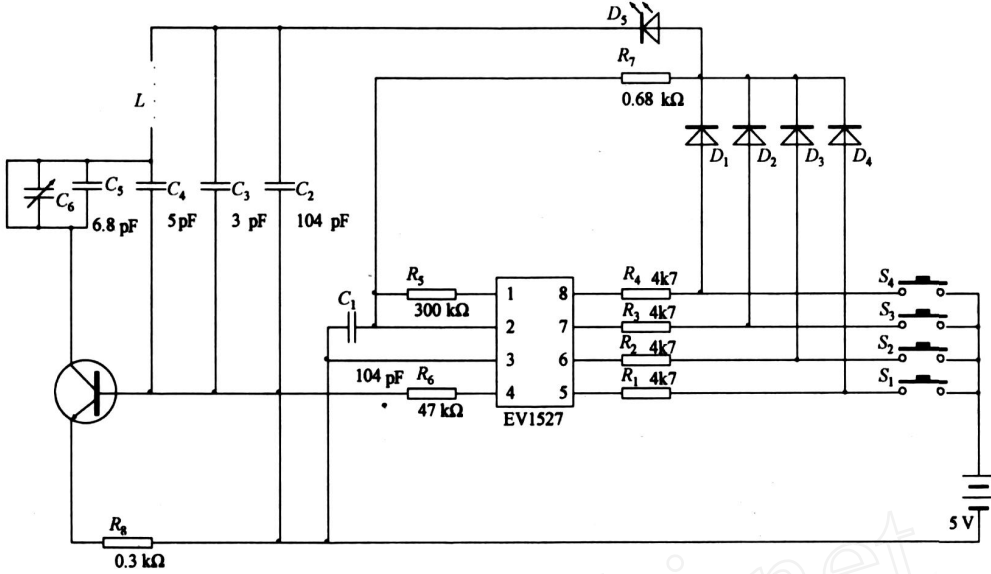 D5
R7
0.68 kΩ
L
D1 D2 D3 D4
C6 C5 C4 C3 C2
6.8 pF 5 pF 3 pF 104 pF
R5
300 kΩ
C1
104 pF
R6
47 kΩ
1 8
2 7
3 6
4 5
EV1527
R4 4k7
R3 4k7
R2 4k7
R1 4k7
S4
S3
S2
S1
5 V
R8
0.3 kΩ